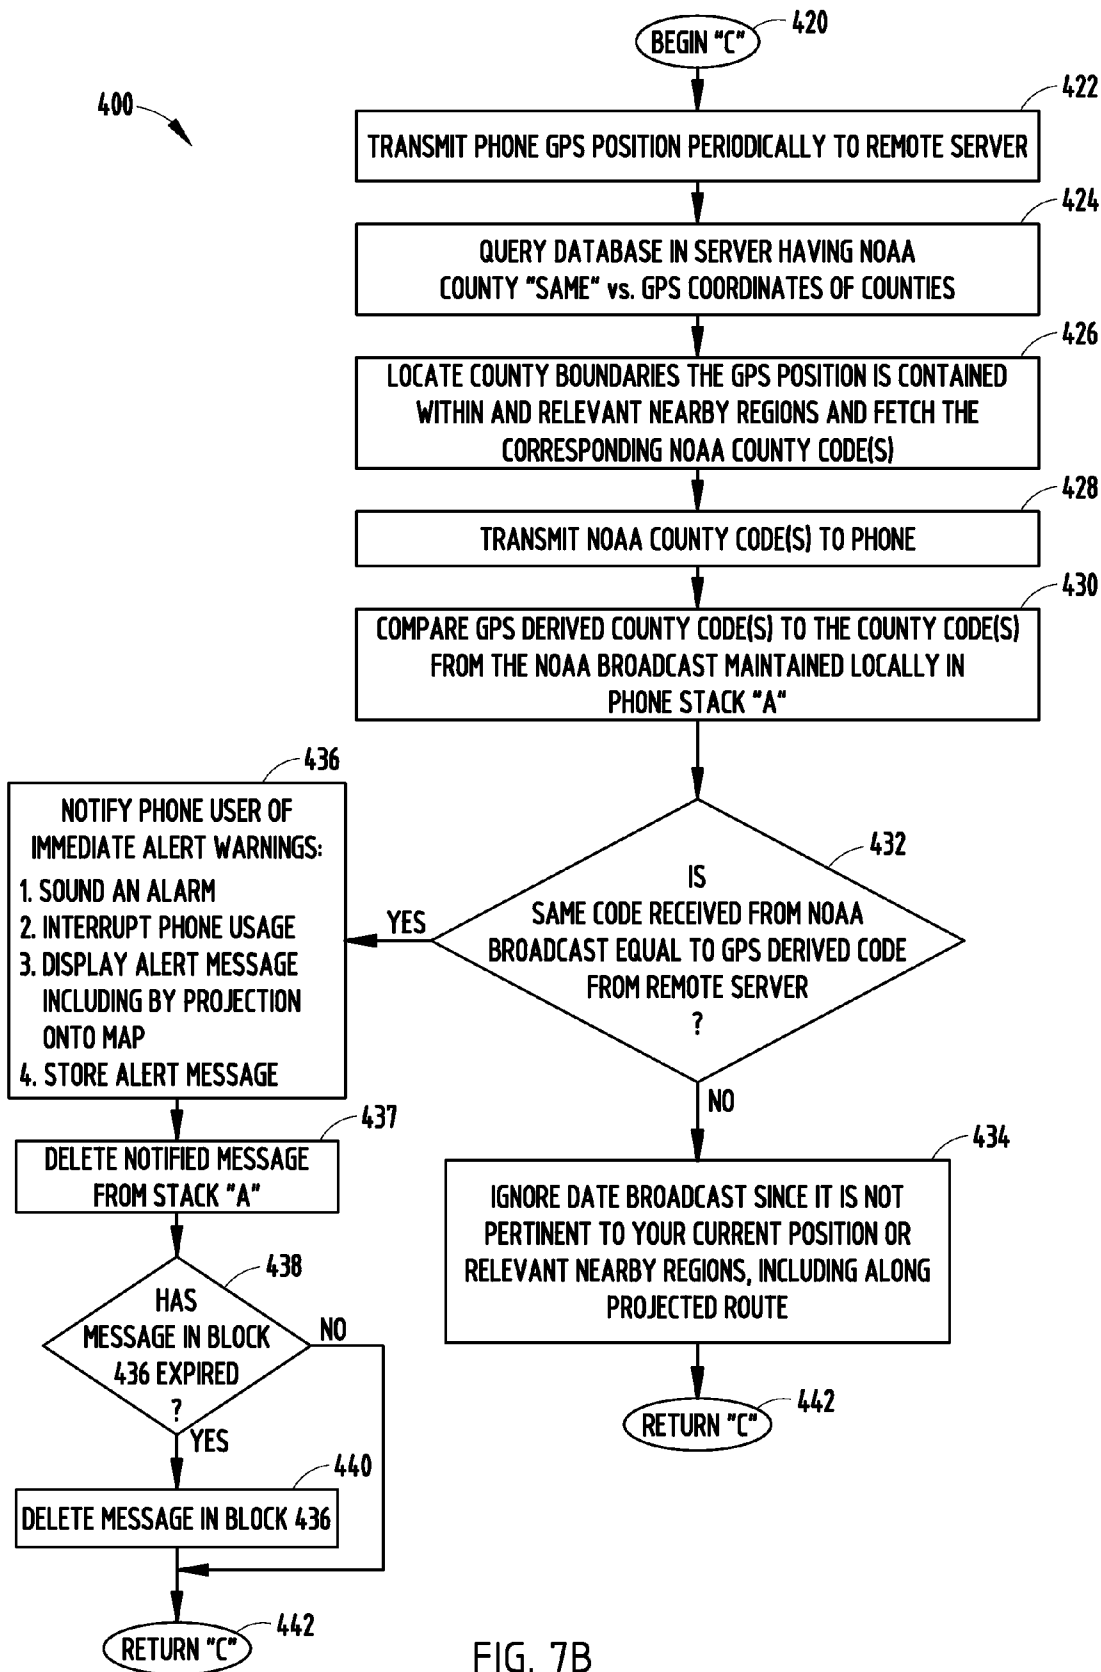 BEGIN "C"
420
400
422
TRANSMIT PHONE GPS POSITION PERIODICALLY TO REMOTE SERVER
424
QUERY DATABASE IN SERVER HAVING NOAA
COUNTY "SAME" vs. GPS COORDINATES OF COUNTIES
426
LOCATE COUNTY BOUNDARIES THE GPS POSITION IS CONTAINED
WITHIN AND RELEVANT NEARBY REGIONS AND FETCH THE
CORRESPONDING NOAA COUNTY CODE(S)
428
TRANSMIT NOAA COUNTY CODE(S) TO PHONE
430
COMPARE GPS DERIVED COUNTY CODE(S) TO THE COUNTY CODE(S)
FROM THE NOAA BROADCAST MAINTAINED LOCALLY IN
PHONE STACK "A"
432
IS
SAME CODE RECEIVED FROM NOAA
BROADCAST EQUAL TO GPS DERIVED CODE
FROM REMOTE SERVER
?
YES
NO
436
NOTIFY PHONE USER OF
IMMEDIATE ALERT WARNINGS:
1. SOUND AN ALARM
2. INTERRUPT PHONE USAGE
3. DISPLAY ALERT MESSAGE
INCLUDING BY PROJECTION
ONTO MAP
4. STORE ALERT MESSAGE
437
DELETE NOTIFIED MESSAGE
FROM STACK "A"
438
HAS
MESSAGE IN BLOCK
436 EXPIRED
?
NO
YES
440
DELETE MESSAGE IN BLOCK 436
442
RETURN "C"
434
IGNORE DATE BROADCAST SINCE IT IS NOT
PERTINENT TO YOUR CURRENT POSITION OR
RELEVANT NEARBY REGIONS, INCLUDING ALONG
PROJECTED ROUTE
442
RETURN "C"
FIG. 7B